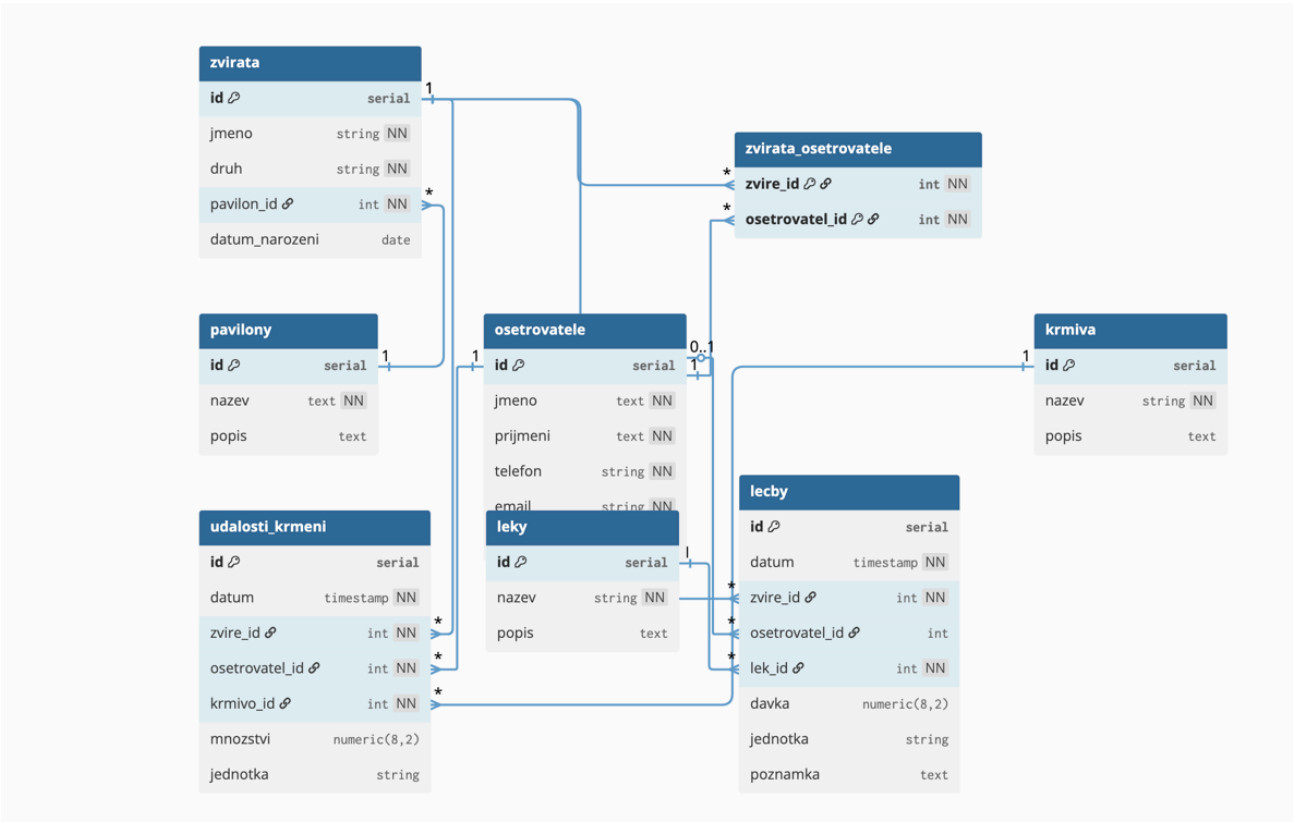 zvirata
id serial
jmeno string NN
druh string NN
pavilon_id int NN
datum_narozeni date
1
*
zvirata_osetrovatele
zvire_id int NN
osetrovatel_id int NN
*
*
pavilony
id serial
nazev text NN
popis text
1
osetrovatele
id serial
jmeno text NN
prijmeni text NN
telefon string NN
email string NN
1
0..1
1
krmiva
id serial
nazev string NN
popis text
1
udalosti_krmeni
id serial
datum timestamp NN
zvire_id int NN
osetrovatel_id int NN
krmivo_id int NN
mnozstvi numeric(8,2)
jednotka string
*
*
*
leky
id serial
nazev string NN
popis text
lecby
id serial
datum timestamp NN
zvire_id int NN
osetrovatel_id int
lek_id int NN
davka numeric(8,2)
jednotka string
poznamka text
*
*
*